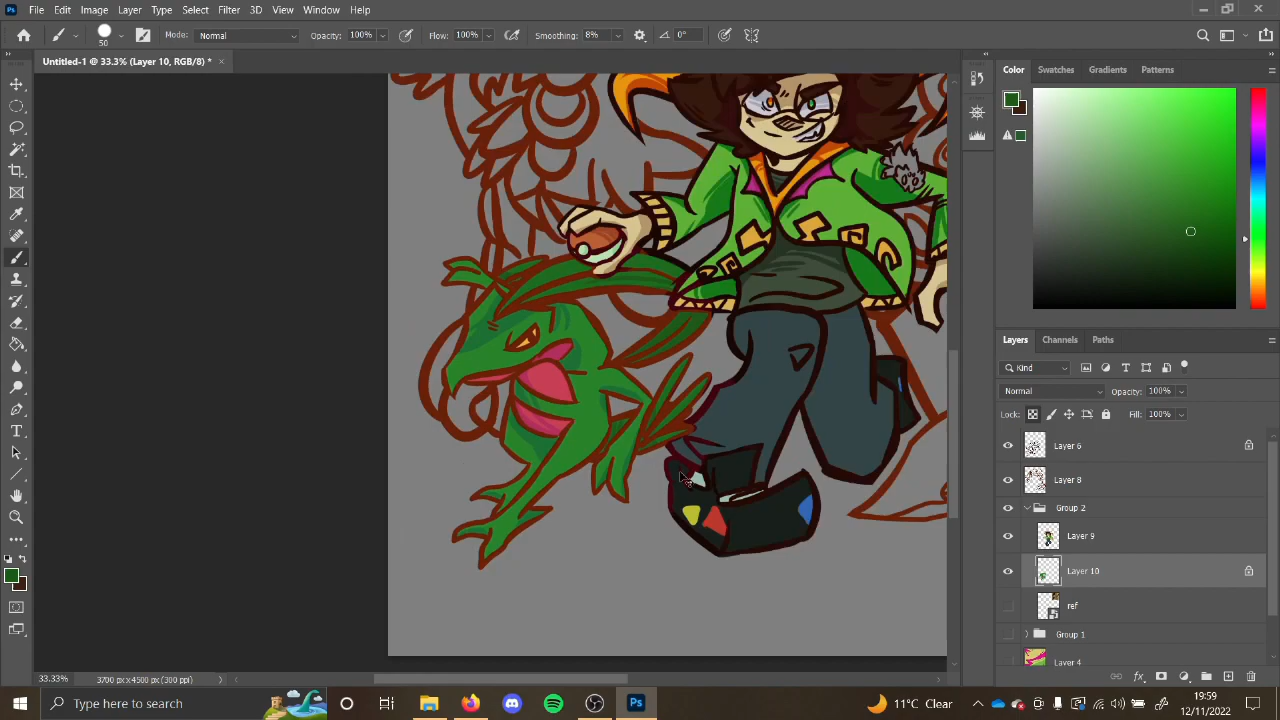 Ps File Edit Image Layer Type Select Filter 3D View Window Help
50 Mode: Normal Opacity: 100% Flow: 100% Smoothing: 8% 0°
Untitled-1 @ 33.3% (Layer 10, RGB/8) *
Color Swatches Gradients Patterns
Layers Channels Paths
Kind
Normal Opacity: 100%
Lock: Fill: 100%
Layer 6
Layer 8
Group 2
Layer 9
Layer 10
ref
Group 1
Layer 4
33.33% 3700 px x 4500 px (300 ppi)
Type here to search
Ps
11°C Clear
19:59
12/11/2022